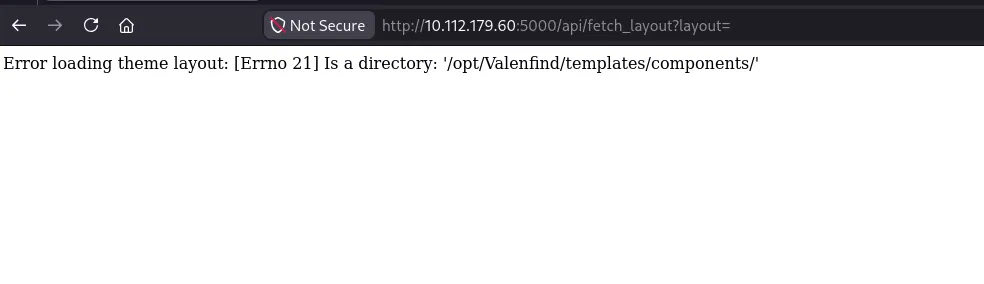 Not Secure http://10.112.179.60:5000/api/fetch_layout?layout=
Error loading theme layout: [Errno 21] Is a directory: '/opt/Valenfind/templates/components/'